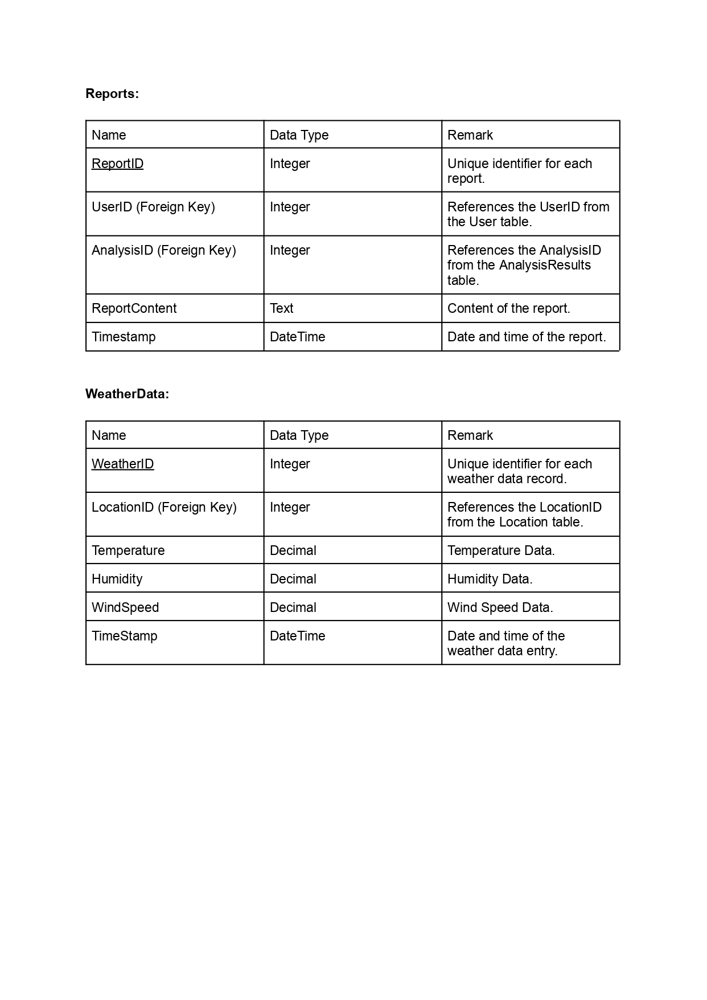 Reports:
Name Data Type Remark
ReportID Integer Unique identifier for each
report.
UserID (Foreign Key) Integer References the UserID from
the User table.
AnalysisID (Foreign Key) Integer References the AnalysisID
from the AnalysisResults
table.
ReportContent Text Content of the report.
Timestamp DateTime Date and time of the report.
WeatherData:
Name Data Type Remark
WeatherID Integer Unique identifier for each
weather data record.
LocationID (Foreign Key) Integer References the LocationID
from the Location table.
Temperature Decimal Temperature Data.
Humidity Decimal Humidity Data.
WindSpeed Decimal Wind Speed Data.
TimeStamp DateTime Date and time of the
weather data entry.